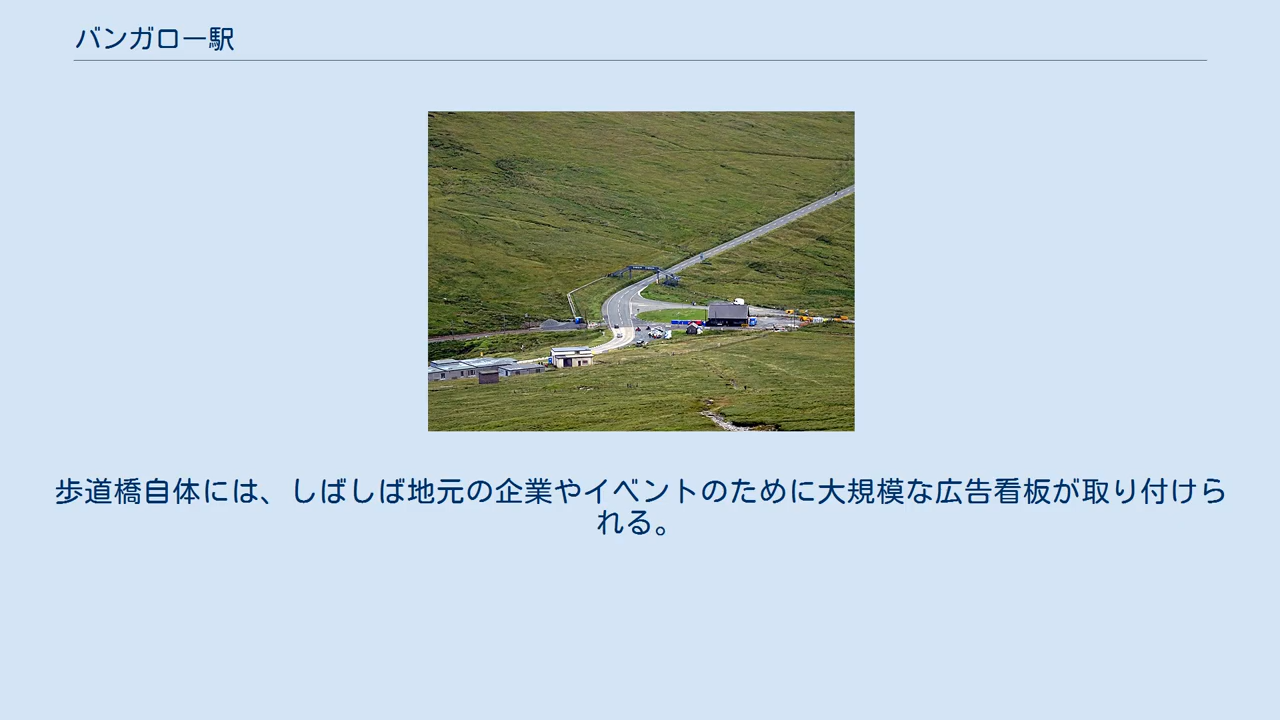 バンガロー駅
歩道橋自体には、しばしば地元の企業やイベントのために大規模な広告看板が取り付けら
れる。